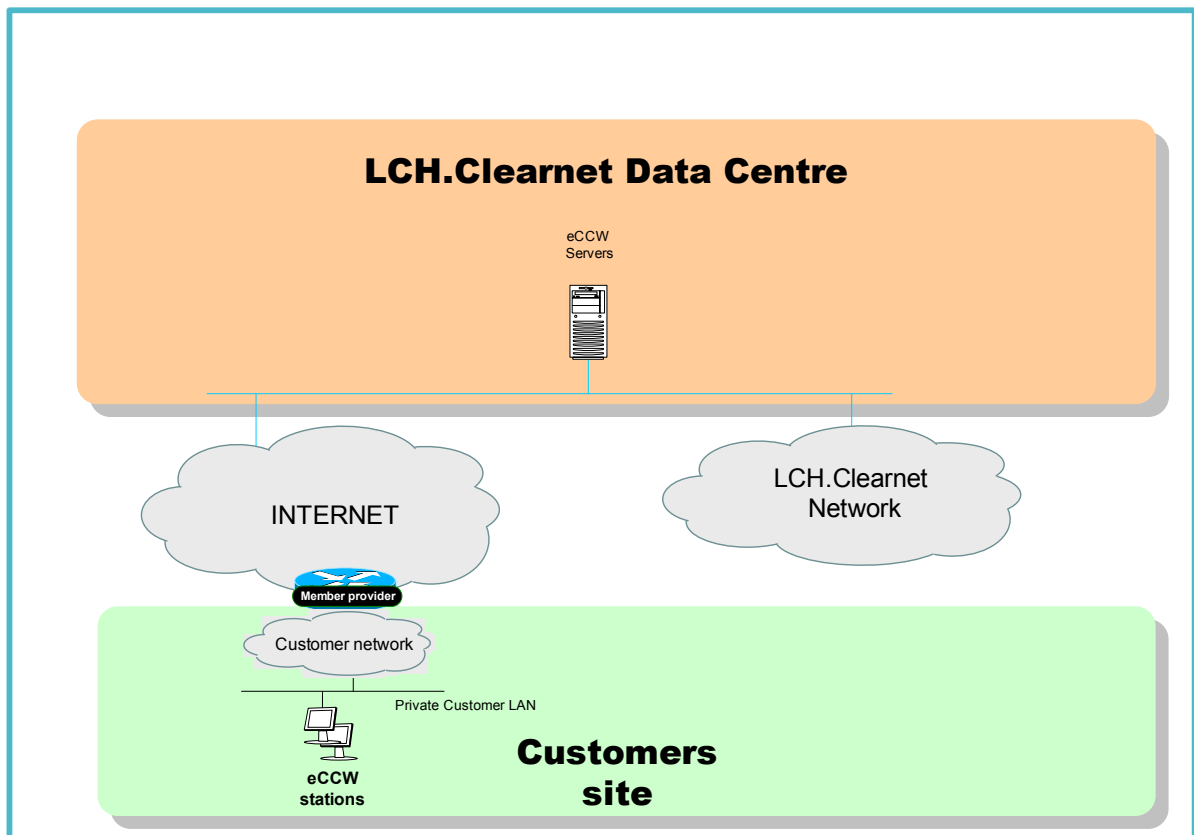 LCH.Clearnet Data Centre
eCCW
Servers
INTERNET
LCH.Clearnet
Network
Member provider
Customer network
Private Customer LAN
eCCW
stations
Customers
site